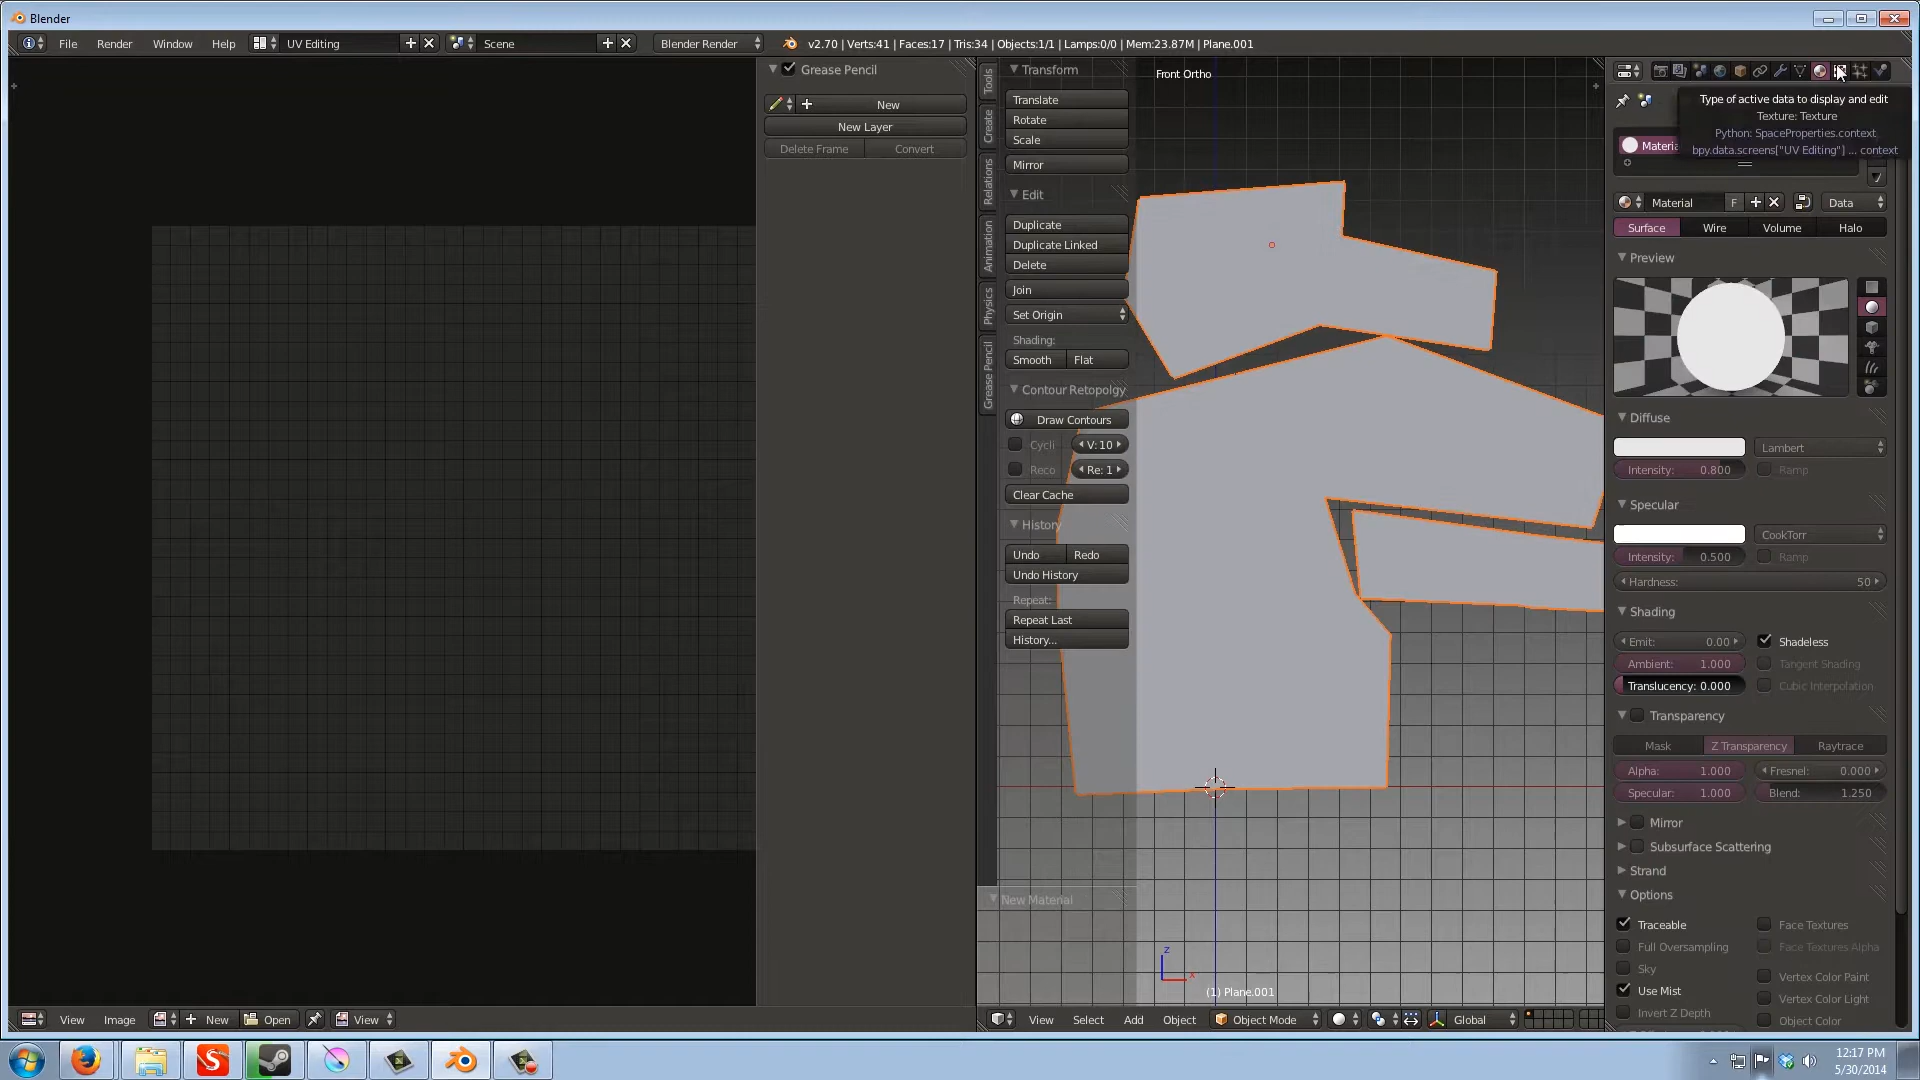 Blender
File Render Window Help UV Editing Scene Blender Render v2.70 | Verts:41 | Faces:17 | Tris:34 | Objects:1/1 | Lamps:0/0 | Mem:23.87M | Plane.001
Grease Pencil
New
New Layer
Delete Frame Convert
Tools
Create
Relations
Animation
Physics
Grease Pencil
Transform
Translate
Rotate
Scale
Mirror
Edit
Duplicate
Duplicate Linked
Delete
Join
Set Origin
Shading:
Smooth Flat
Contour Retopolgy
Draw Contours
Cycli V: 10
Reco Re: 1
Clear Cache
History
Undo Redo
Undo History
Repeat:
Repeat Last
History...
New Material
Front Ortho
z
x
(1) Plane.001
Type of active data to display and edit
Texture: Texture
Python: SpaceProperties.context
bpy.data.screens["UV Editing"] ... context
Materia
Material F Data
Surface Wire Volume Halo
Preview
Diffuse
Lambert
Intensity: 0.800 Ramp
Specular
CookTorr
Intensity: 0.500 Ramp
Hardness: 50
Shading
Emit: 0.00 Shadeless
Ambient: 1.000 Tangent Shading
Translucency: 0.000 Cubic Interpolation
Transparency
Mask Z Transparency Raytrace
Alpha: 1.000 Fresnel: 0.000
Specular: 1.000 Blend: 1.250
Mirror
Subsurface Scattering
Strand
Options
Traceable Face Textures
Full Oversampling Face Textures Alpha
Sky Vertex Color Paint
Use Mist Vertex Color Light
Invert Z Depth Object Color
View Image New Open View
View Select Add Object Object Mode Global
12:17 PM
5/30/2014